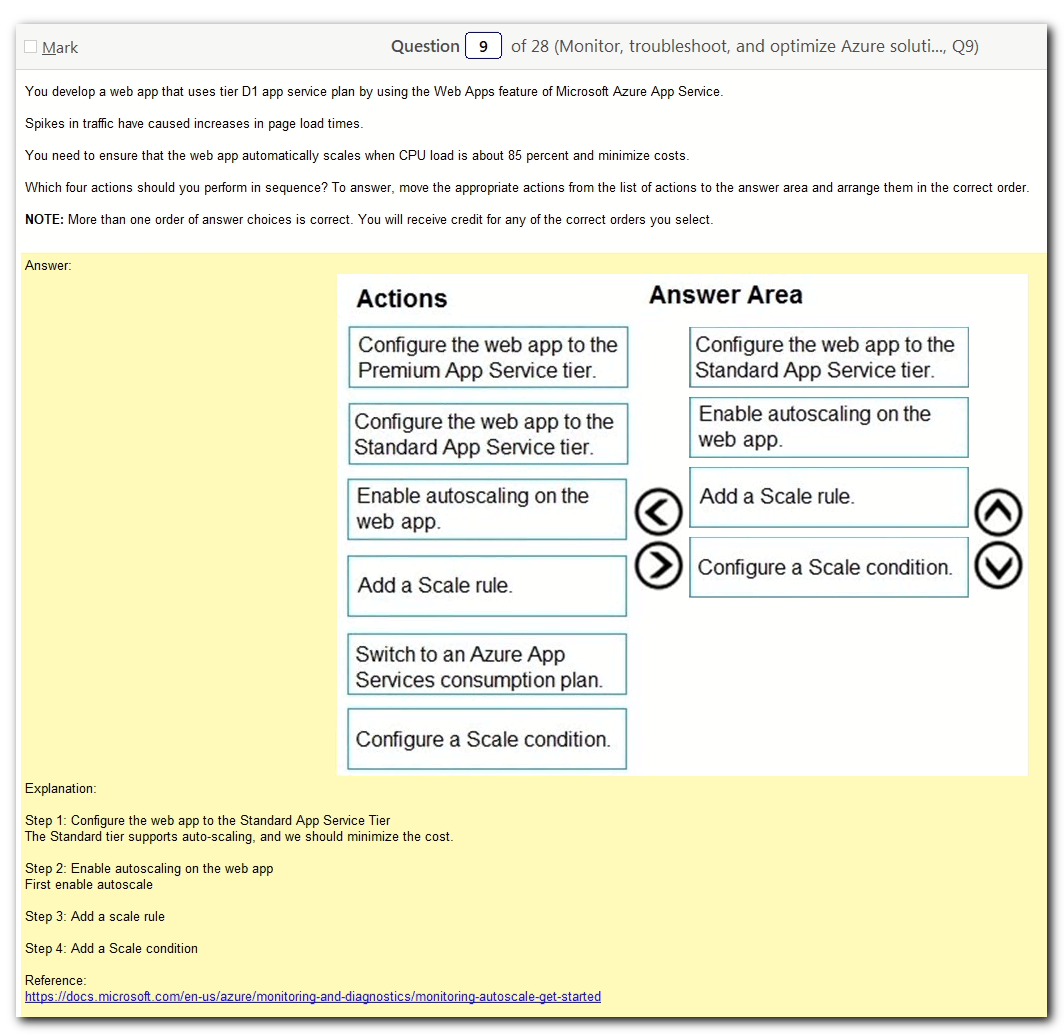 Mark
Question 9 of 28 (Monitor, troubleshoot, and optimize Azure soluti..., Q9)
You develop a web app that uses tier D1 app service plan by using the Web Apps feature of Microsoft Azure App Service.
Spikes in traffic have caused increases in page load times.
You need to ensure that the web app automatically scales when CPU load is about 85 percent and minimize costs.
Which four actions should you perform in sequence? To answer, move the appropriate actions from the list of actions to the answer area and arrange them in the correct order.
NOTE: More than one order of answer choices is correct. You will receive credit for any of the correct orders you select.
Answer:
Actions
Configure the web app to the
Premium App Service tier.
Configure the web app to the
Standard App Service tier.
Enable autoscaling on the
web app.
Add a Scale rule.
Switch to an Azure App
Services consumption plan.
Configure a Scale condition.
Answer Area
Configure the web app to the
Standard App Service tier.
Enable autoscaling on the
web app.
Add a Scale rule.
Configure a Scale condition.
Explanation:
Step 1: Configure the web app to the Standard App Service Tier
The Standard tier supports auto-scaling, and we should minimize the cost.
Step 2: Enable autoscaling on the web app
First enable autoscale
Step 3: Add a scale rule
Step 4: Add a Scale condition
Reference:
https://docs.microsoft.com/en-us/azure/monitoring-and-diagnostics/monitoring-autoscale-get-started